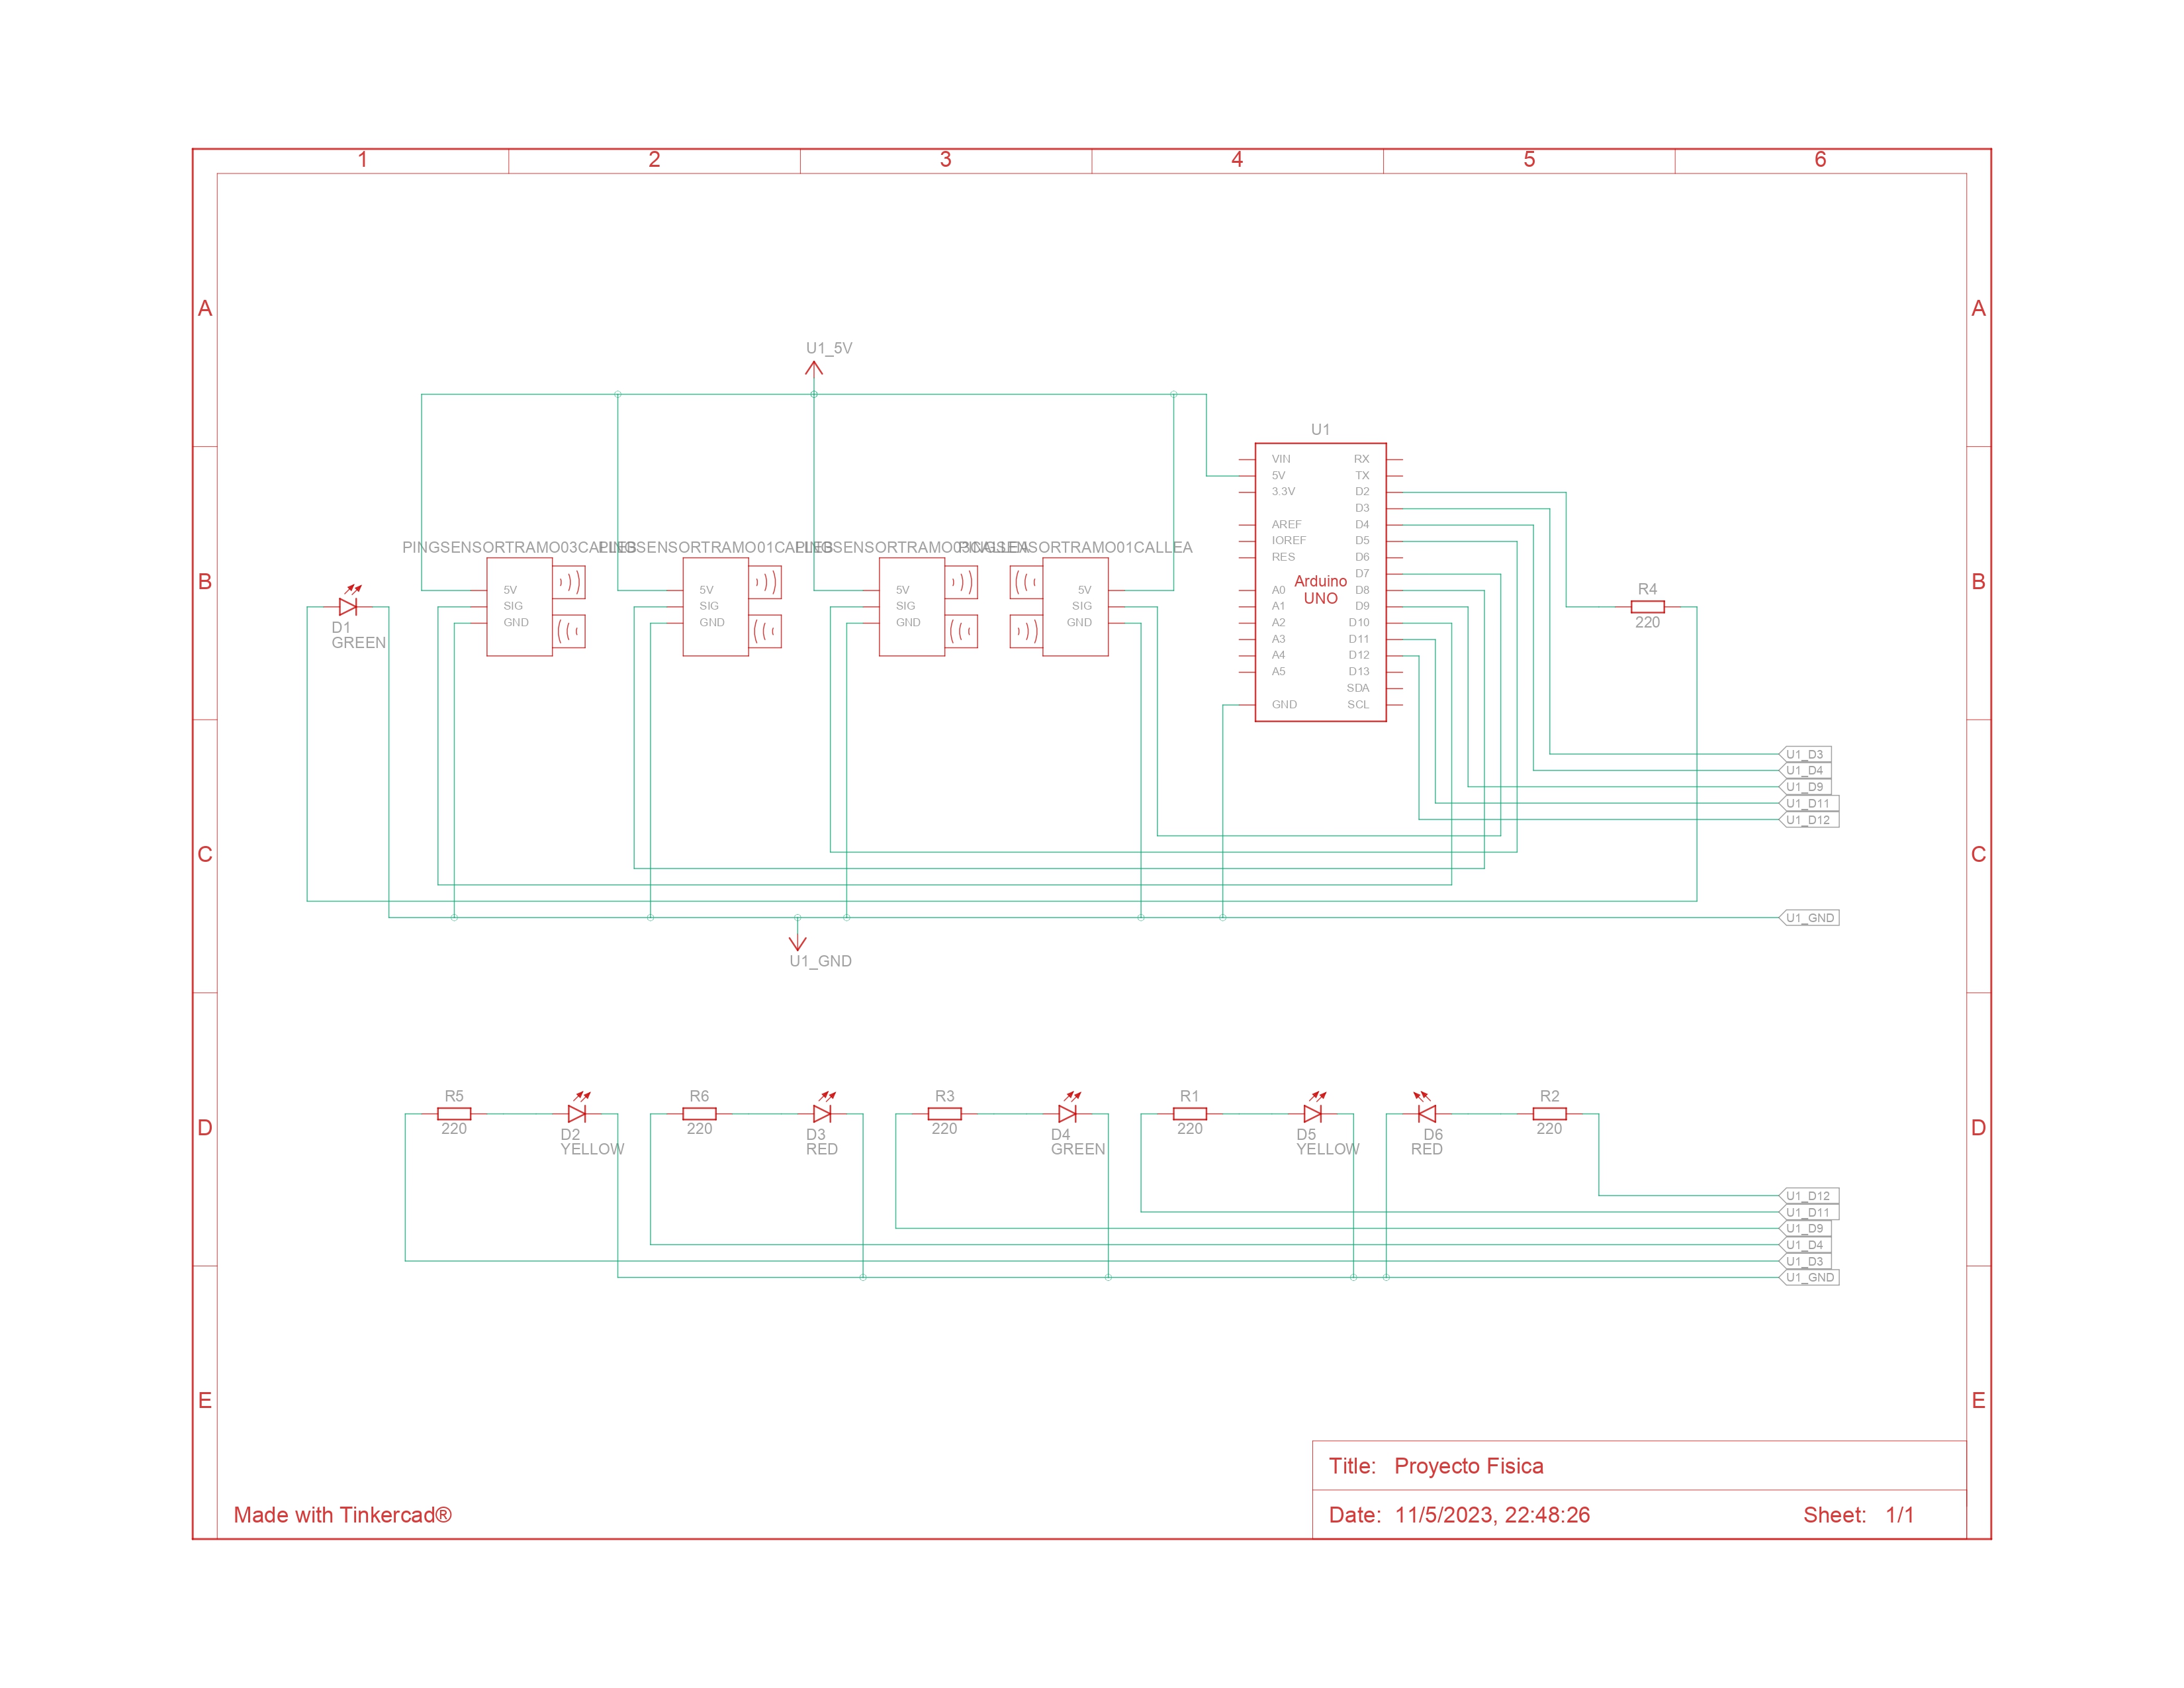 1 2 3 4 5 6
A A
U1_5V
U1
VIN RX
5V TX
3.3V D2
D3
AREF D4
IOREF D5
RES D6
D7
A0 D8
A1 D9
A2 D10
A3 D11
A4 D12
A5 D13
SDA
GND SCL
Arduino
UNO
PINGSENSORTRAMO03CALLEB
PINGSENSORTRAMO01CALLEB
PINGSENSORTRAMO03CALLEA
PINGSENSORTRAMO01CALLEA
B B
5V 5V 5V 5V
SIG SIG SIG SIG
GND GND GND GND
D1
GREEN
R4
220
U1_D3
U1_D4
U1_D9
U1_D11
U1_D12
C C
U1_GND
U1_GND
R5 R6 R3 R1 R2
220 220 220 220 220
D D
D2 D3 D4 D5 D6
YELLOW RED GREEN YELLOW RED
U1_D12
U1_D11
U1_D9
U1_D4
U1_D3
U1_GND
E E
Title: Proyecto Fisica
Made with Tinkercad®
Date: 11/5/2023, 22:48:26 Sheet: 1/1